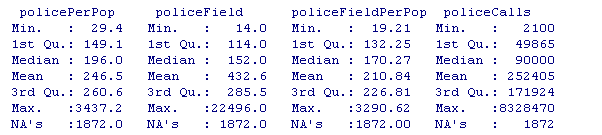 policePerPop policeField policeFieldPerPop policeCalls
Min. : 29.4 Min. : 14.0 Min. : 19.21 Min. : 2100
1st Qu.: 149.1 1st Qu.: 114.0 1st Qu.: 132.25 1st Qu.: 49865
Median : 196.0 Median : 152.0 Median : 170.27 Median : 90000
Mean : 246.5 Mean : 432.6 Mean : 210.84 Mean : 252405
3rd Qu.: 260.6 3rd Qu.: 285.5 3rd Qu.: 226.81 3rd Qu.: 171924
Max. :3437.2 Max. :22496.0 Max. :3290.62 Max. :8328470
NA's :1872.0 NA's : 1872.0 NA's :1872.00 NA's : 1872